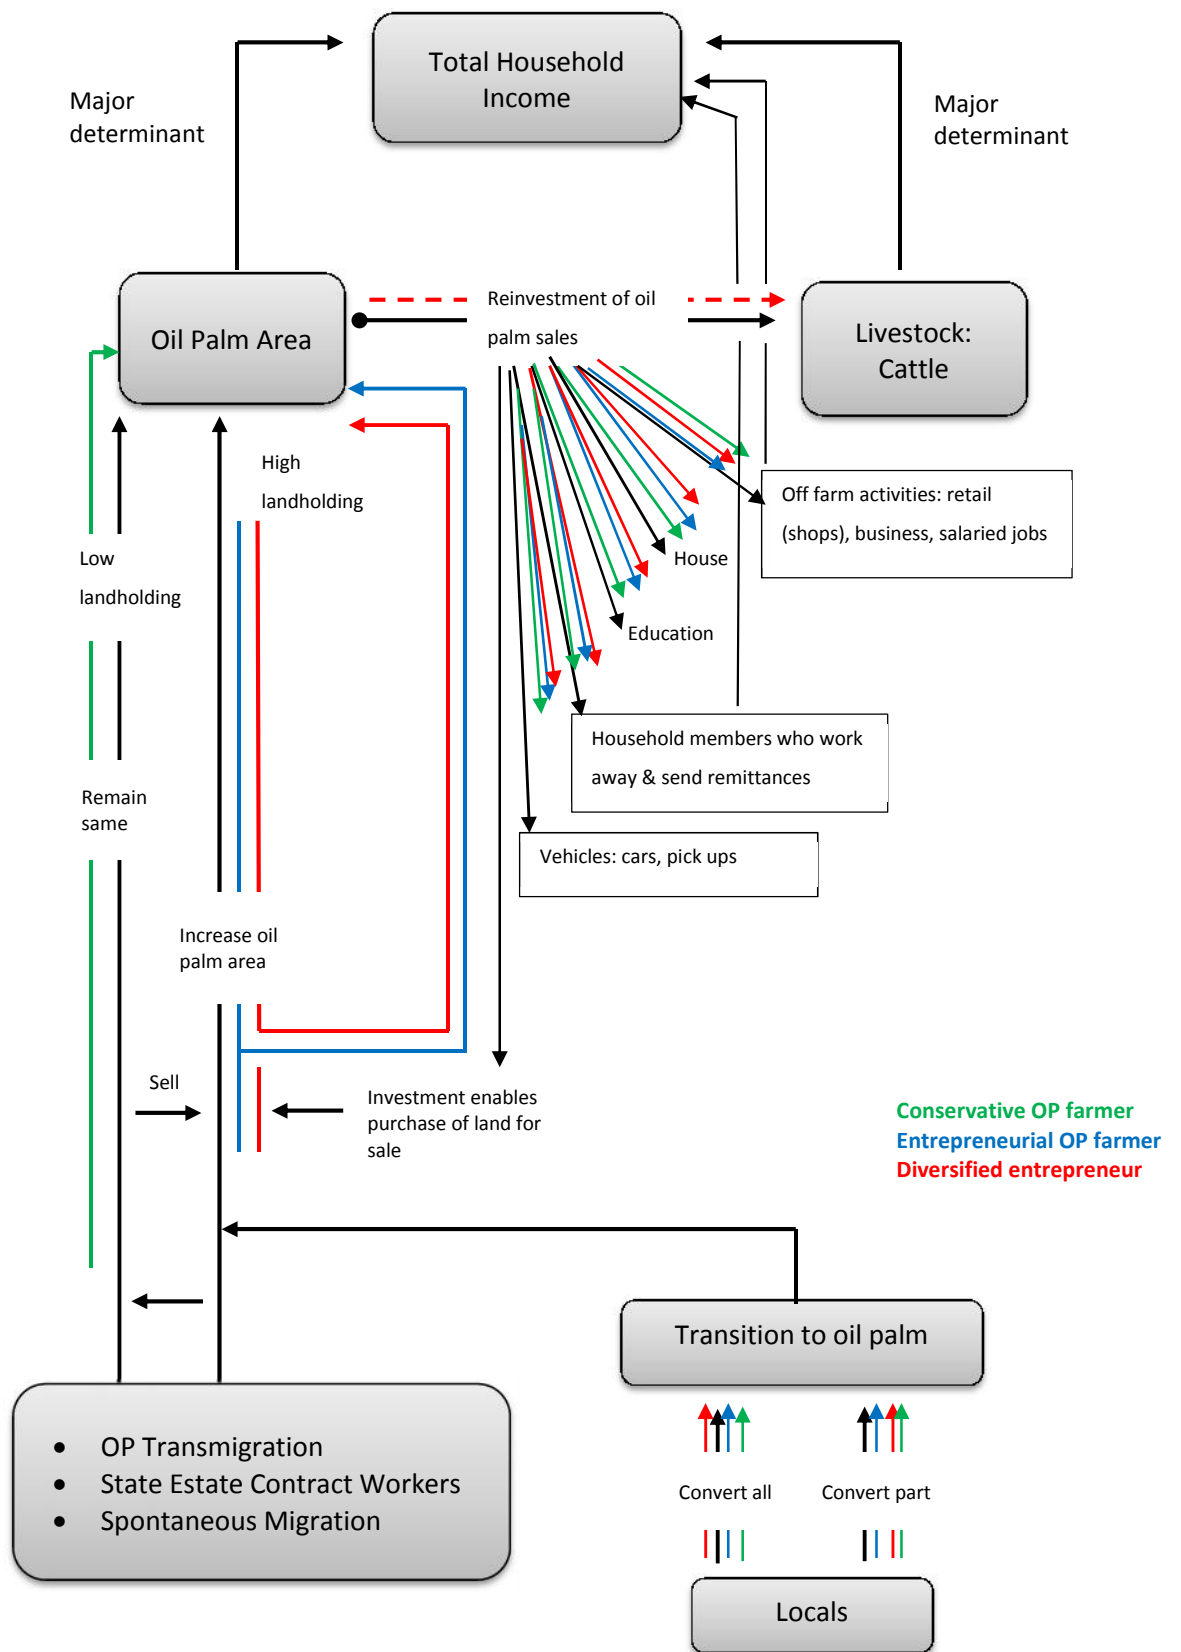 Total Household
Income
Major
determinant
Major
determinant
Oil Palm Area
Reinvestment of oil
palm sales
Livestock:
Cattle
High
landholding
Off farm activities: retail
(shops), business, salaried jobs
Low
landholding
House
Education
Household members who work
away & send remittances
Remain
same
Vehicles: cars, pick ups
Increase oil
palm area
Sell
Investment enables
purchase of land for
sale
Conservative OP farmer
Entrepreneurial OP farmer
Diversified entrepreneur
Transition to oil palm
• OP Transmigration
• State Estate Contract Workers
• Spontaneous Migration
Convert all
Convert part
Locals